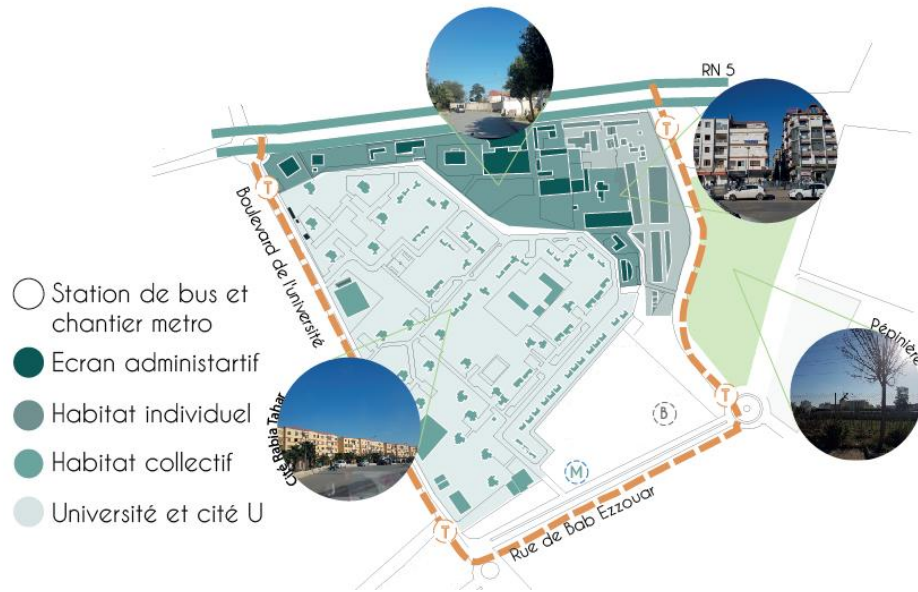 RN 5
T
T
Boulevard de l'université
Station de bus et
chantier metro
Ecran administartif
Habitat individuel
Habitat collectif
Université et cité U
Pépinière
Cité Rabia Tahar
T
B
M
T
Rue de Bab Ezzouar